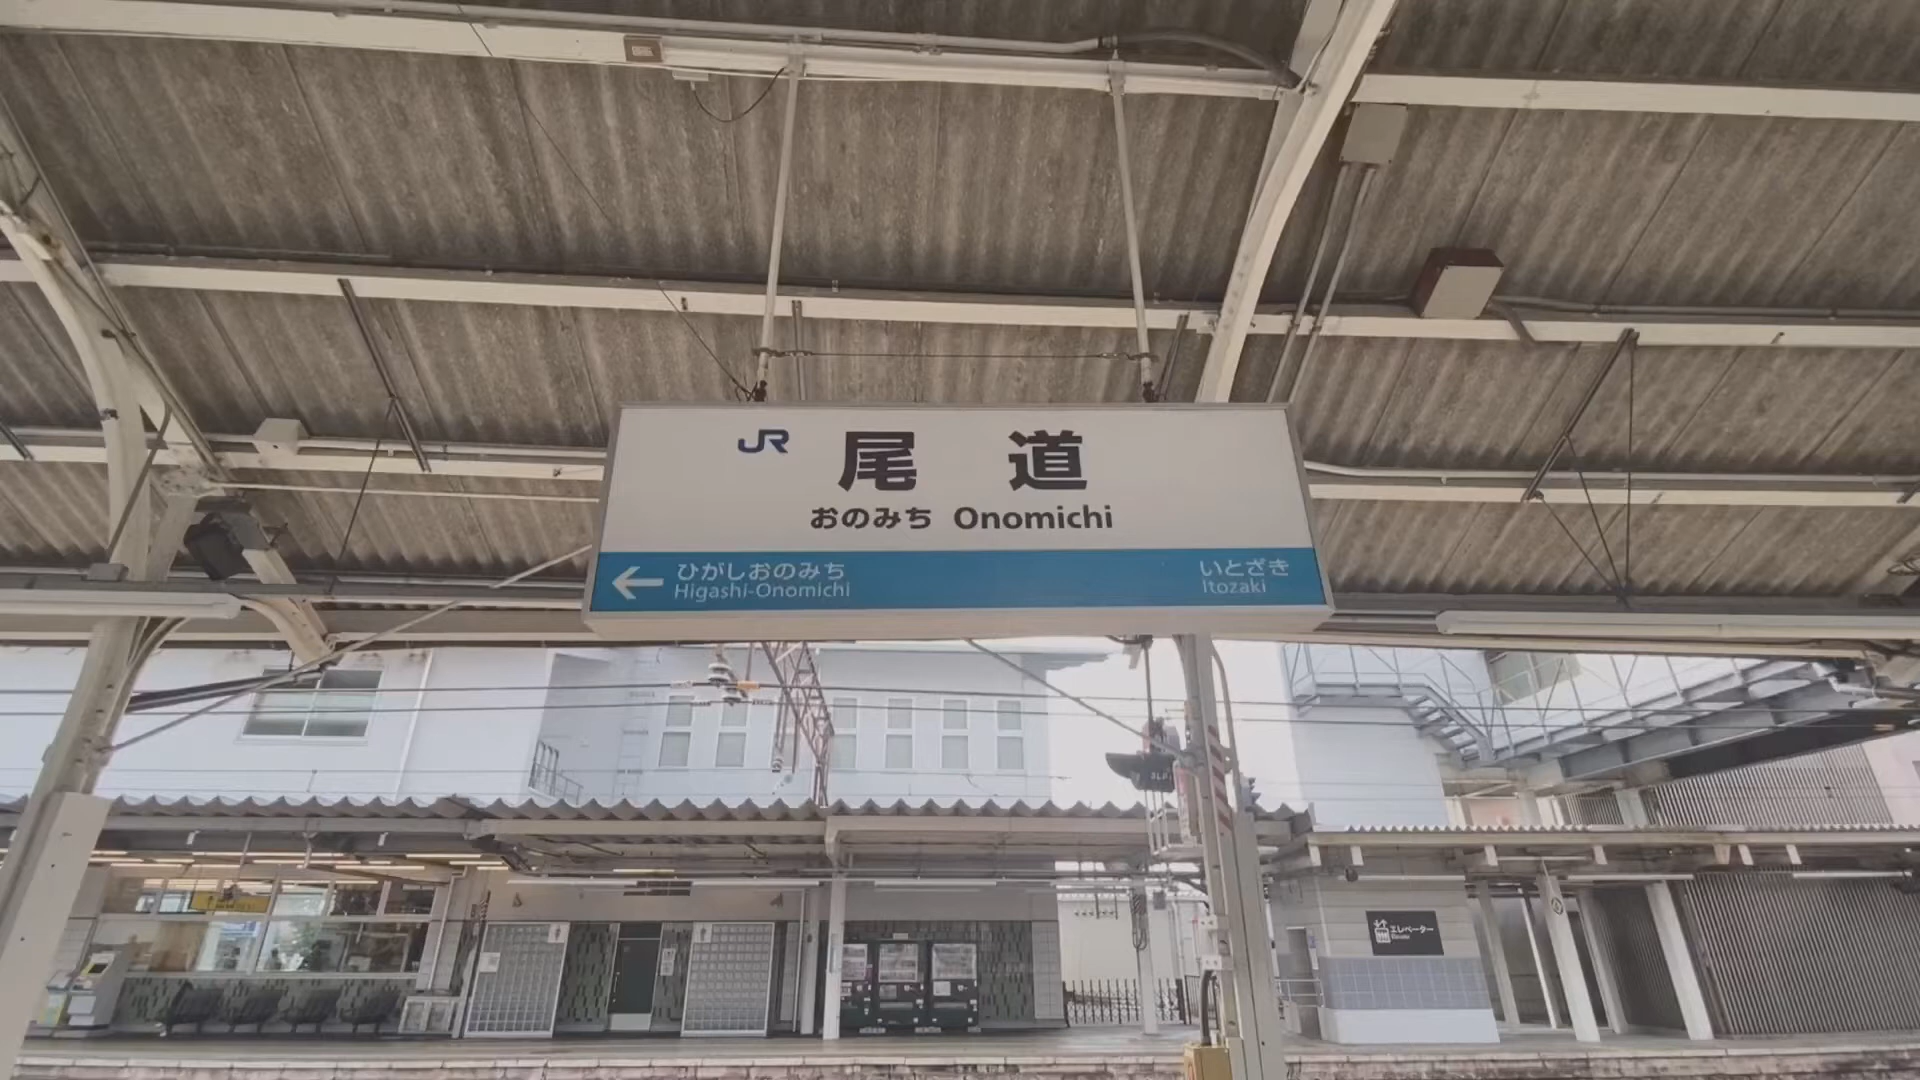 JR 尾道
おのみち Onomichi
← ひがしおのみち いとざき
Higashi-Onomichi Itozaki
エレベーター